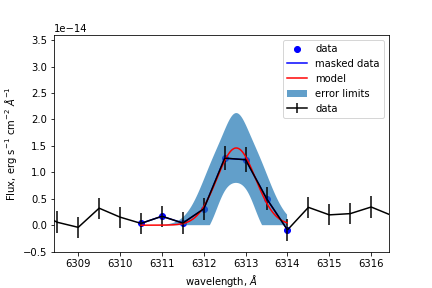 1e−14
3.5
3.0
2.5
2.0
1.5
1.0
0.5
0.0
−0.5
Flux, erg s⁻¹ cm⁻² Å⁻¹
data
masked data
model
error limits
data
6309 6310 6311 6312 6313 6314 6315 6316
wavelength, Å